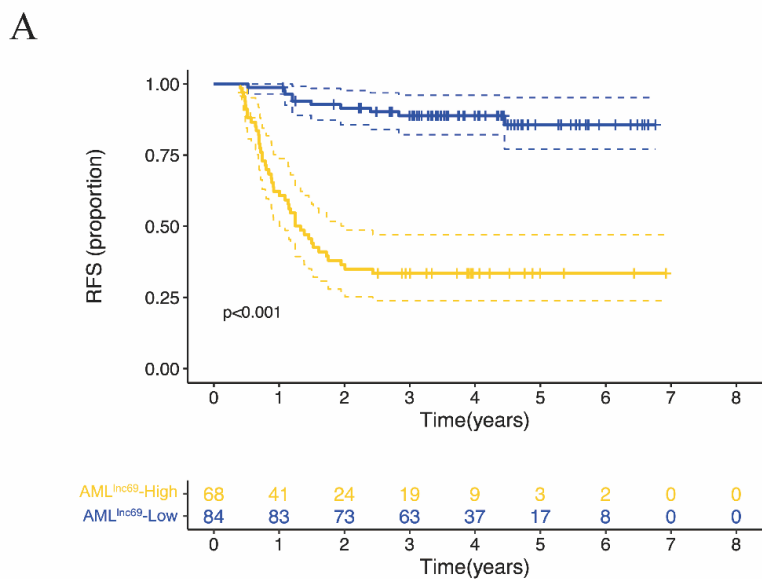 A
1.00
0.75
0.50
0.25
0.00
RFS (proportion)
p<0.001
0 1 2 3 4 5 6 7 8
Time(years)
AMLlnc69-High 68 41 24 19 9 3 2 0 0
AMLlnc69-Low 84 83 73 63 37 17 8 0 0
0 1 2 3 4 5 6 7 8
Time(years)